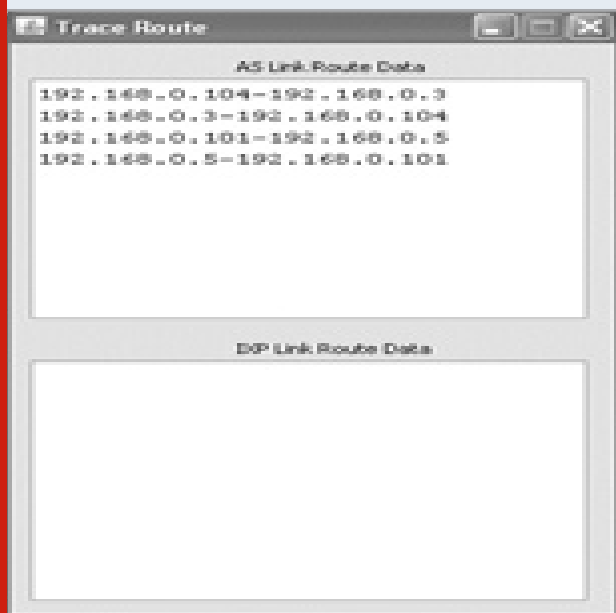 Trace Route
AS Link Route Data
192.168.0.104-192.168.0.3
192.168.0.3-192.168.0.104
192.168.0.101-192.168.0.5
192.168.0.5-192.168.0.101
IXP Link Route Data